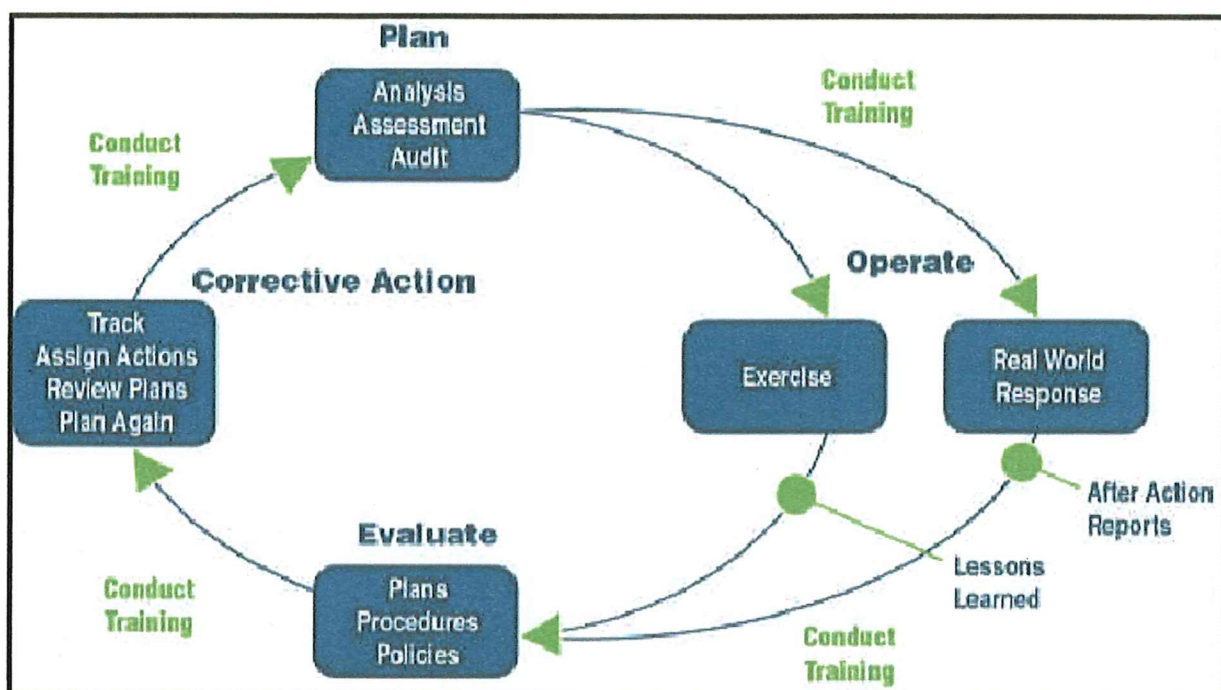 Plan
Analysis
Assessment
Audit
Conduct
Training
Conduct
Training
Corrective Action
Operate
Track
Assign Actions
Review Plans
Plan Again
Exercise
Real World
Response
After Action
Reports
Lessons
Learned
Evaluate
Plans
Procedures
Policies
Conduct
Training
Conduct
Training